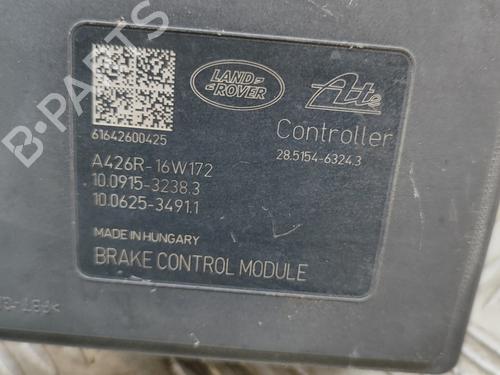 B-PARTS
LAND
ROVER
Ate
61642600425
Controller
28.5154-6324.3
A426R-16W172
10.0915-3238.3
10.0625-3491.1
MADE IN HUNGARY
BRAKE CONTROL MODULE